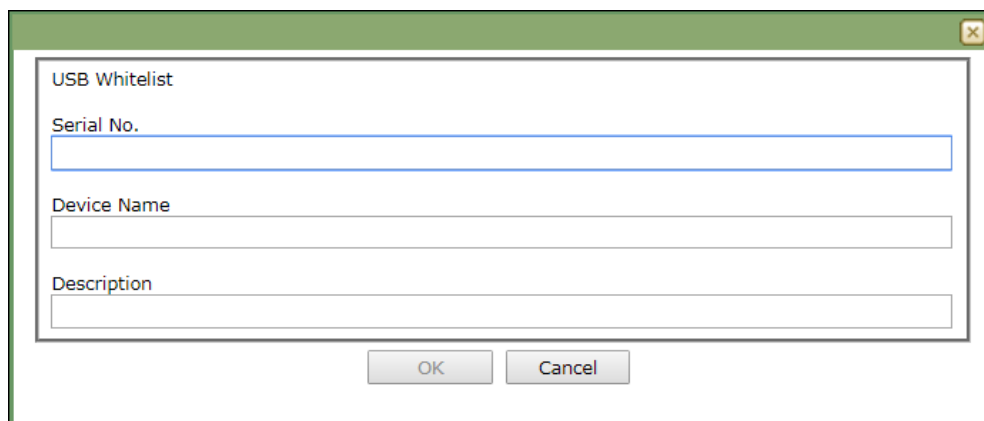 USB Whitelist
Serial No.
Device Name
Description
OK
Cancel